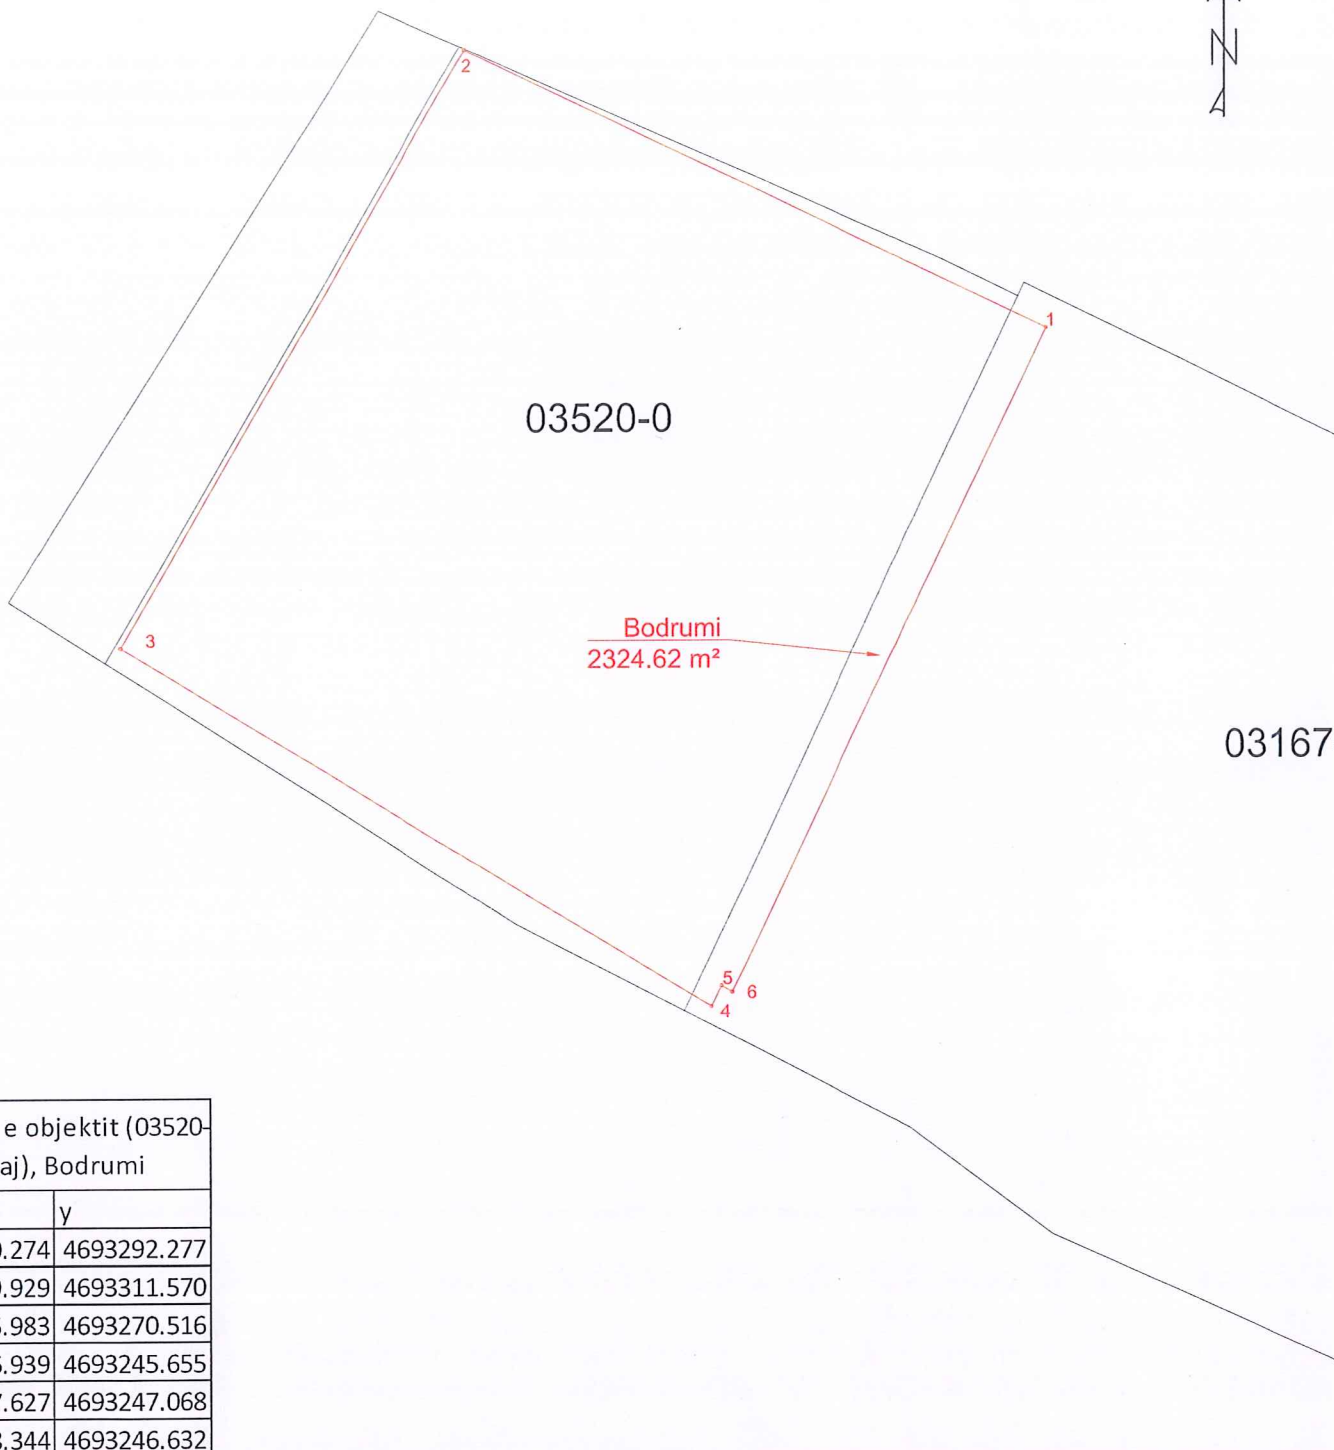 N
2
1
03520-0
Bodrumi
2324.62 m²
3
03167
5
6
4
e objektit (03520-
aj), Bodrumi
y
.274 4693292.277
.929 4693311.570
.983 4693270.516
.939 4693245.655
.627 4693247.068
.344 4693246.632